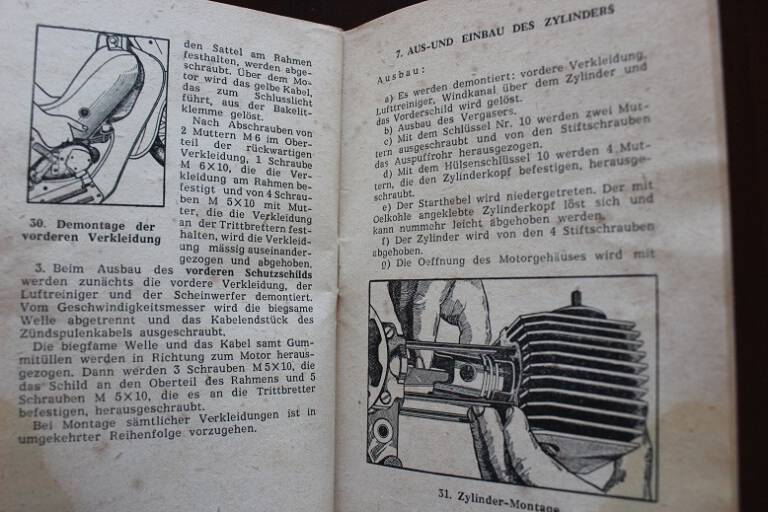 den Sattel am Rahmen
festhalten, werden abge-
schraubt. Über dem Mo-
tor wird das gelbe Kabel,
das zum Schlusslicht
führt, aus der Bakelit-
klemme gelöst.
Nach Abschrauben von
2 Muttern M 6 im Ober-
teil der rückwärtigen
Verkleidung, 1 Schraube
M 6×10, die die Ver-
kleidung am Rahmen be-
festigt und von 4 Schrau-
ben M 5×10 mit Mut-
ter, die die Verkleidung
an der Trittbrettern fest-
halten, wird die Verkleid-
ung mässig auseinander-
gezogen und abgehoben,
30. Demontage der
vorderen Verkleidung
3. Beim Ausbau des vorderen Schutzschilds
werden zunächts die vordere Verkleidung, der
Luftreiniger und der Scheinwerfer demontiert.
Vom Geschwindigkeitsmesser wird die biegsame
Welle abgetrennt und das Kabelendstück des
Zündspulenkabels ausgeschraubt.
Die biegfame Welle und das Kabel samt Gum-
mitüllen werden in Richtung zum Motor heraus-
gezogen. Dann werden 3 Schrauben M 5×10, die
das Schild an den Oberteil des Rahmens und 5
Schrauben M 5×10, die es an die Trittbretter
befestigen, herausgeschraubt.
Bei Montage sämtlicher Verkleidungen ist in
umgekehrter Reihenfolge vorzugehen.
7. AUS-UND EINBAU DES ZYLINDERS
Ausbau:
a) Es werden demontiert: vordere Verkleidung,
Lufttreiniger, Windkanal über dem Zylinder und
das Vorderschild wird gelöst.
b) Ausbau des Vergasers.
c) Mit dem Schlüssel Nr. 10 werden zwei Mut-
tern ausgeschraubt und von den Stiftschrauben
das Auspuffrohr herausgezogen.
d) Mit dem Hülsenschlüssel 10 werden 4 Mut-
tern, die den Zylinderkopf befestigen, herausge-
schraubt.
e) Der Starthebel wird niedergetreten. Der mit
Oelkohle angeklebte Zylinderkopf löst sich und
kann nummehr leicht abgehoben werden.
f) Der Zylinder wird von den 4 Stiftschrauben
abgehoben.
g) Die Oeffnung des Motorgehäuses wird mit
31. Zylinder-Montage